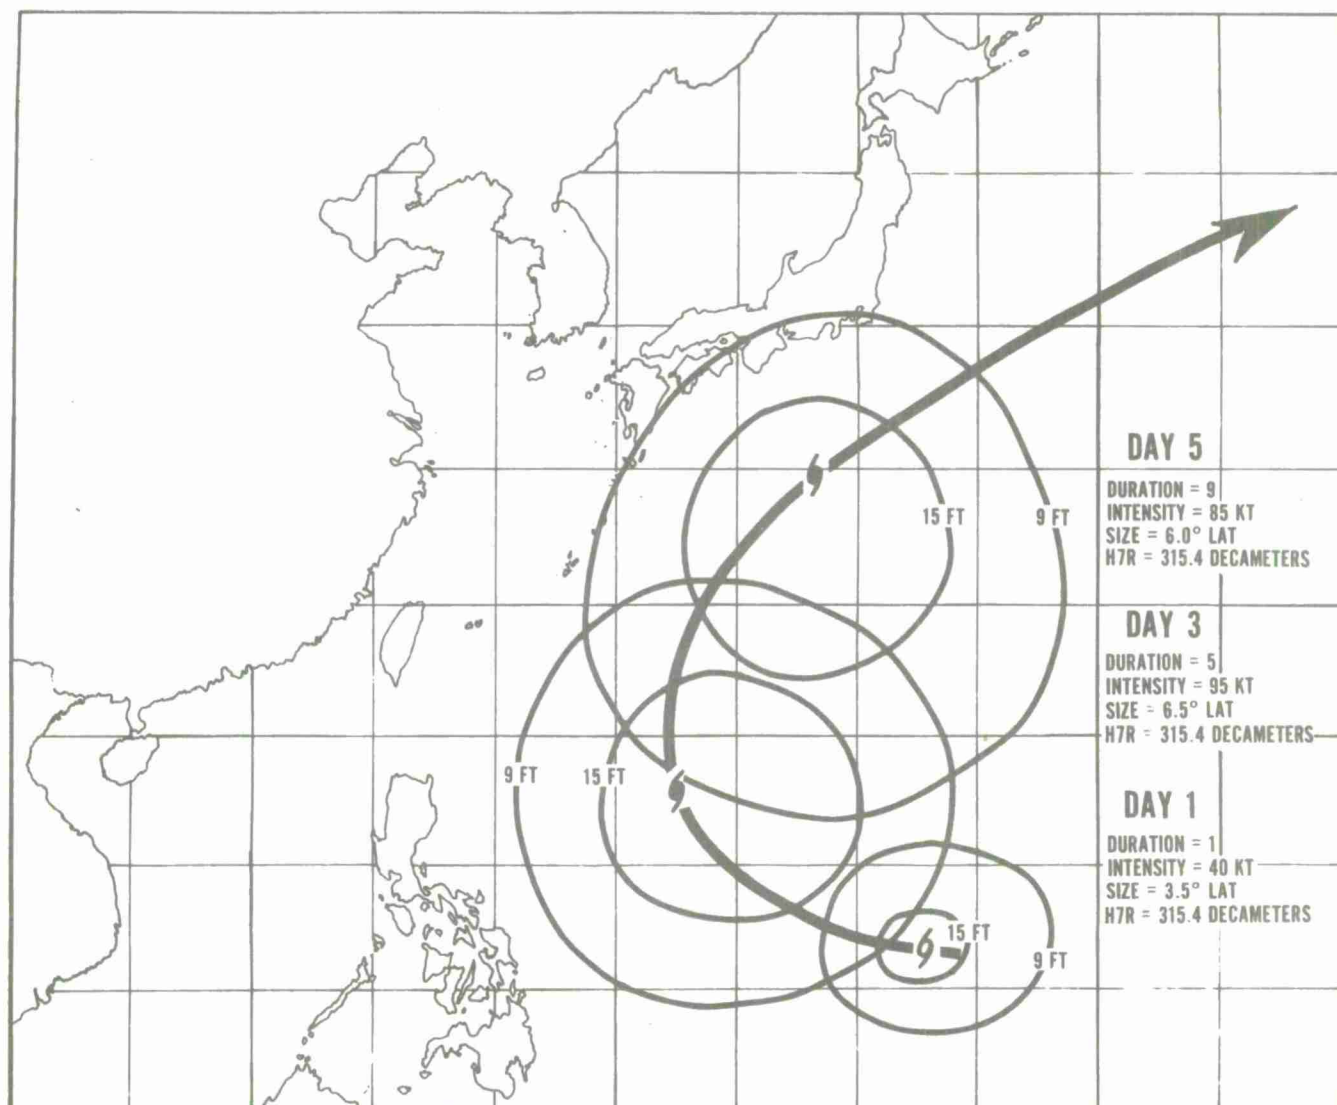 DAY 5
DURATION = 9
INTENSITY = 85 KT
SIZE = 6.0° LAT
H7R = 315.4 DECAMETERS
15 FT
9 FT
DAY 3
DURATION = 5
INTENSITY = 95 KT
SIZE = 6.5° LAT
H7R = 315.4 DECAMETERS
9 FT
15 FT
DAY 1
DURATION = 1
INTENSITY = 40 KT
SIZE = 3.5° LAT
H7R = 315.4 DECAMETERS
15 FT
9 FT